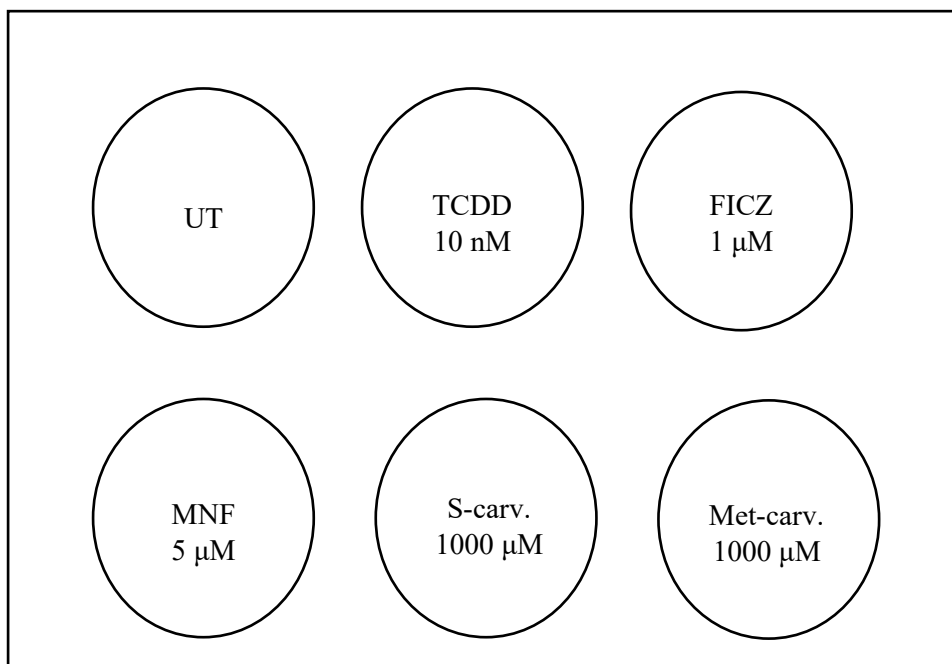 UT
TCDD
10 nM
FICZ
1 μM
MNF
5 μM
S-carv.
1000 μM
Met-carv.
1000 μM